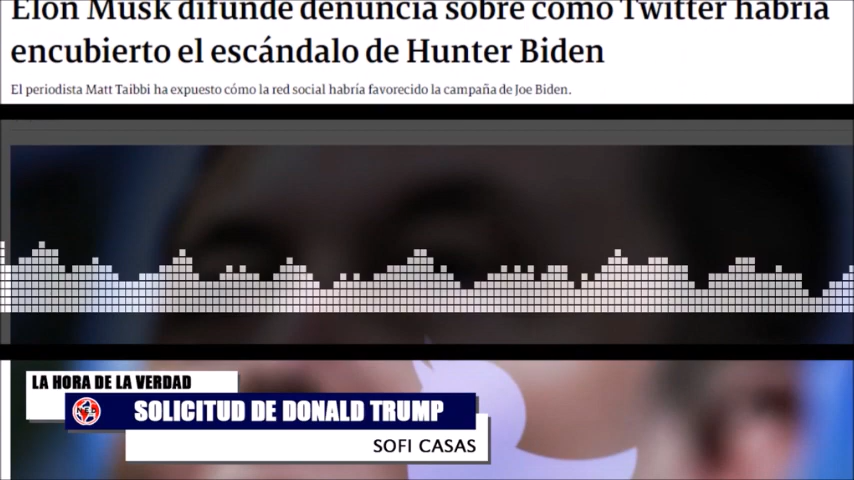 Elon Musk difunde denuncia sobre cómo Twitter habría
encubierto el escándalo de Hunter Biden
El periodista Matt Taibbi ha expuesto cómo la red social habría favorecido la campaña de Joe Biden.
LA HORA DE LA VERDAD
SOLICITUD DE DONALD TRUMP
SOFI CASAS